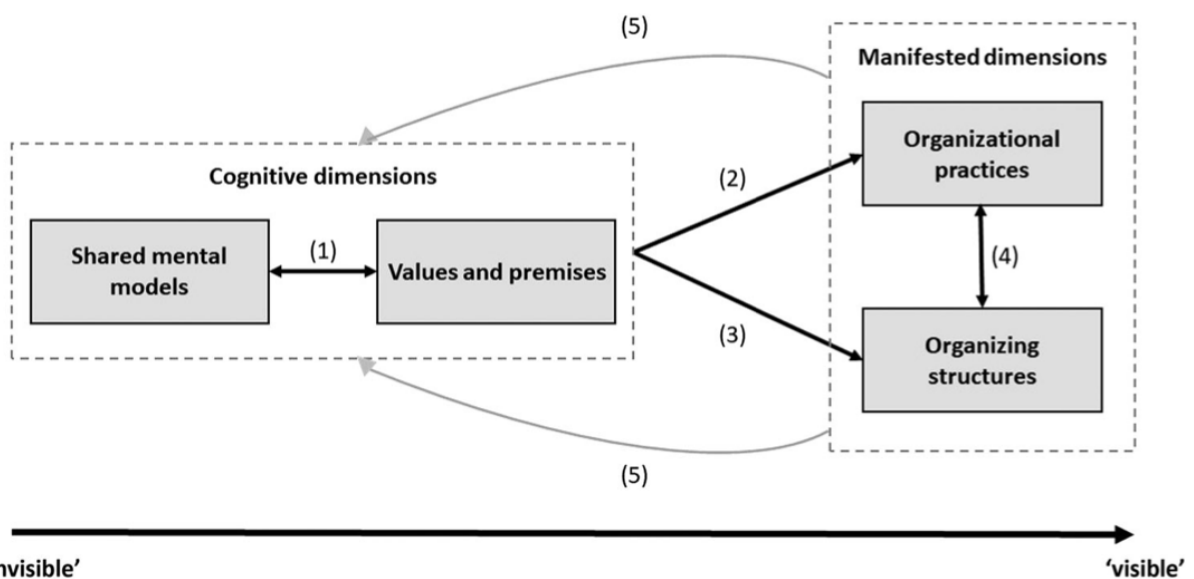 (5)
Manifested dimensions
Organizational
practices
Cognitive dimensions
(2)
Shared mental
models
(1)
Values and premises
(4)
(3)
Organizing
structures
(5)
nvisible’
‘visible’